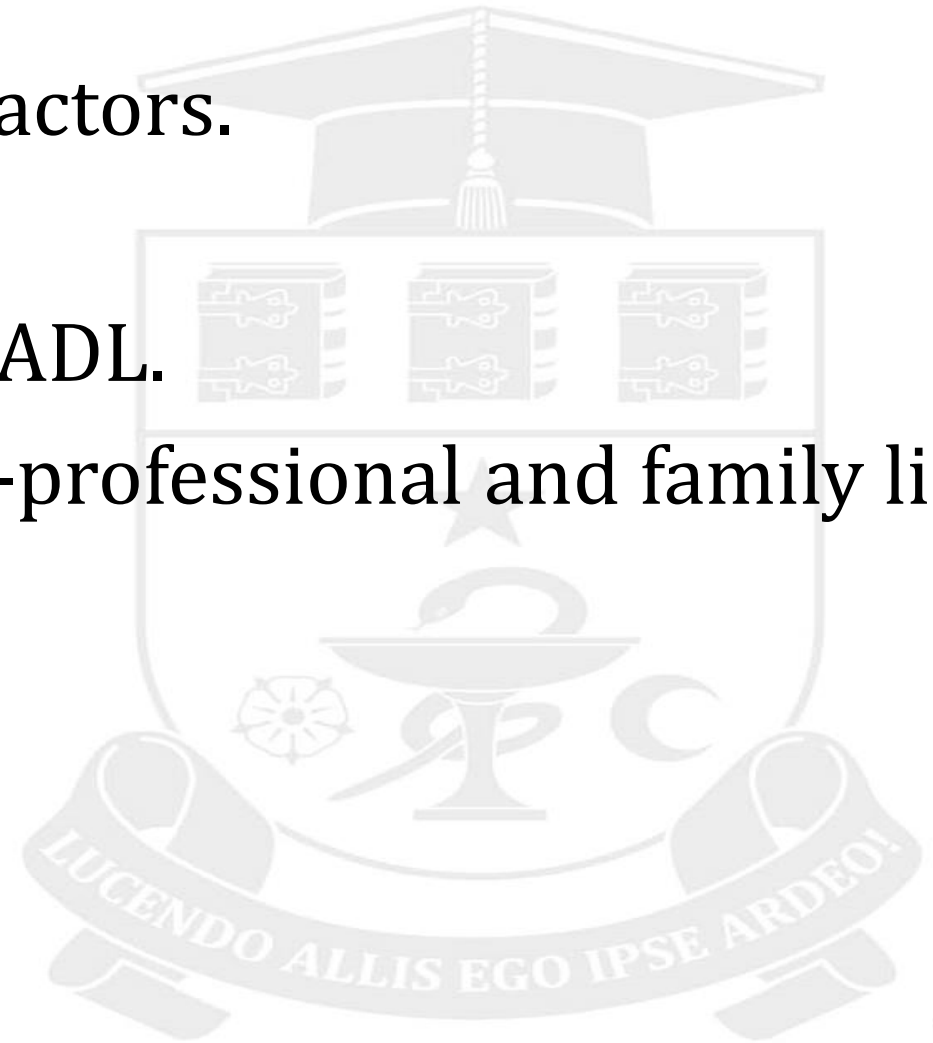 actors.
ADL.
-professional and family li
LUCENDO ALLIS EGO IPSE ARDEO!